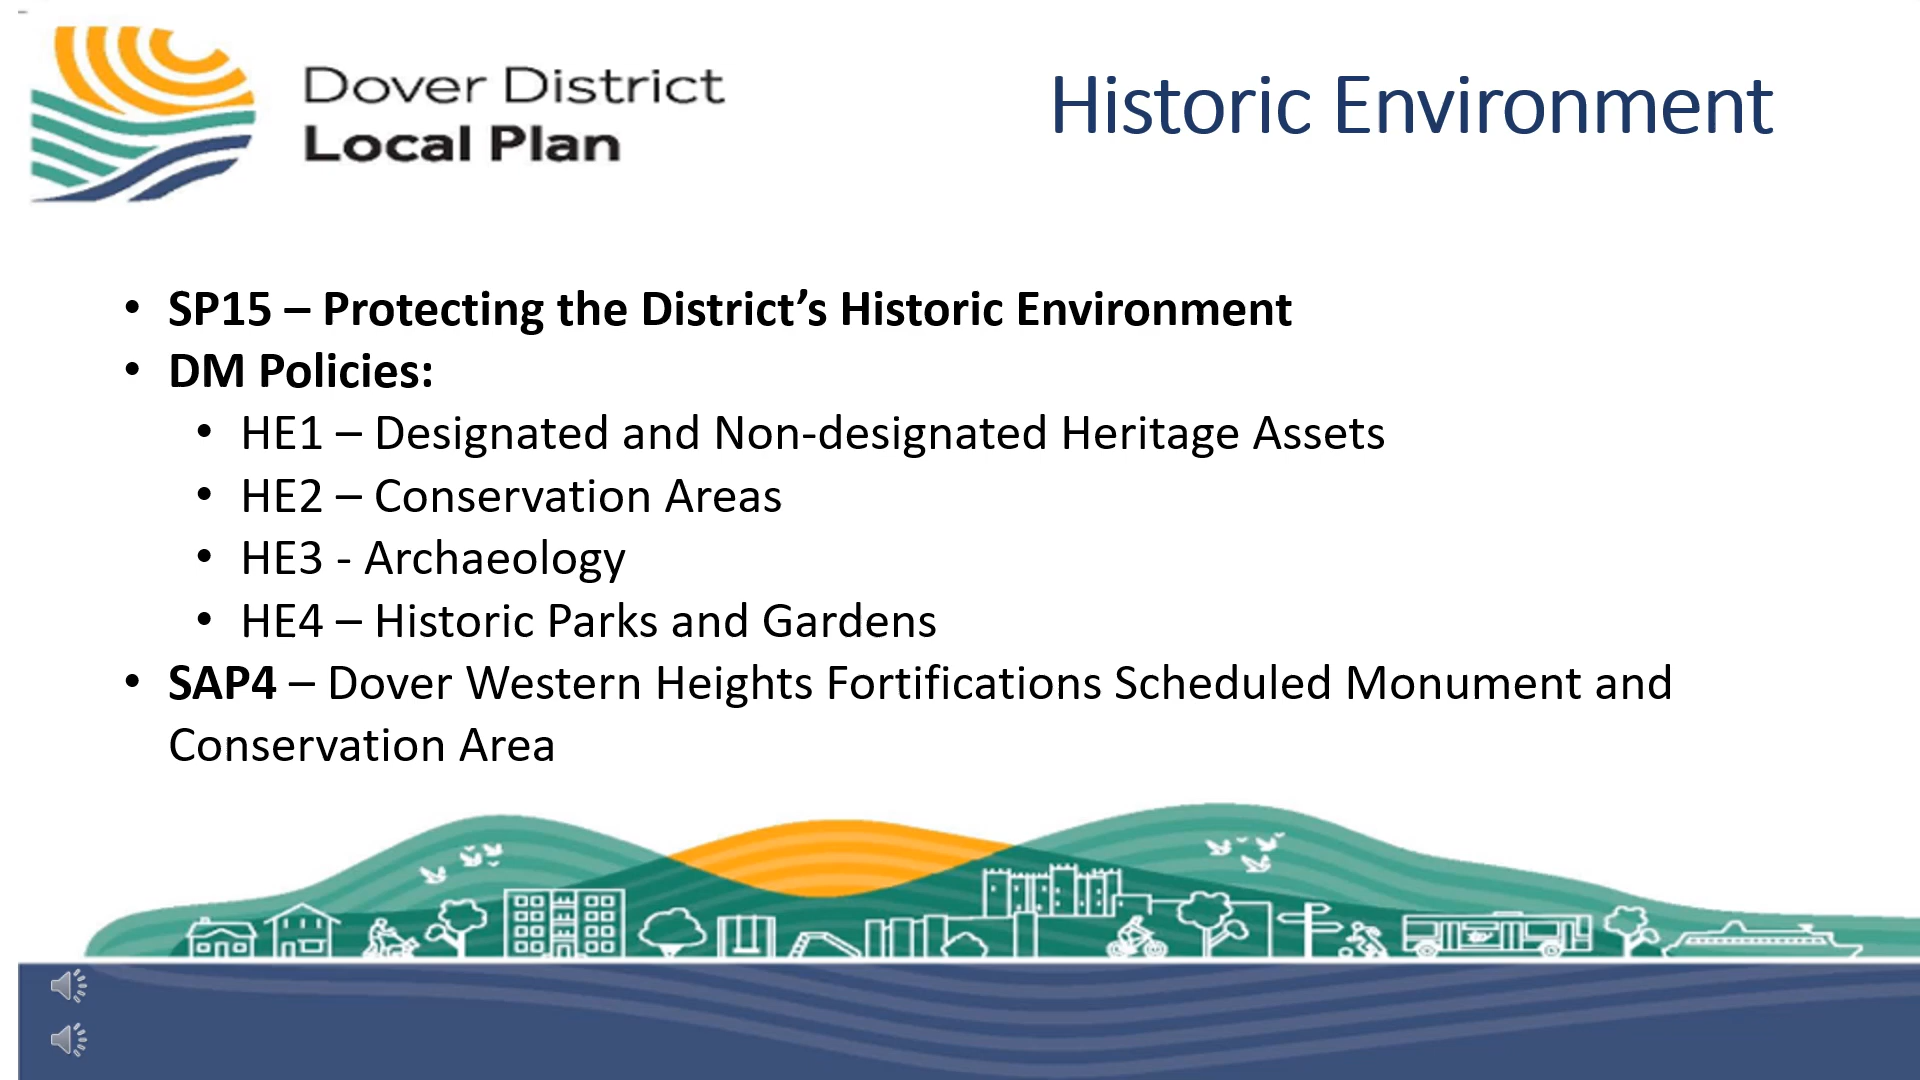 Dover District
Local Plan
Historic Environment
• SP15 – Protecting the District’s Historic Environment
• DM Policies:
• HE1 – Designated and Non-designated Heritage Assets
• HE2 – Conservation Areas
• HE3 - Archaeology
• HE4 – Historic Parks and Gardens
• SAP4 – Dover Western Heights Fortifications Scheduled Monument and
Conservation Area